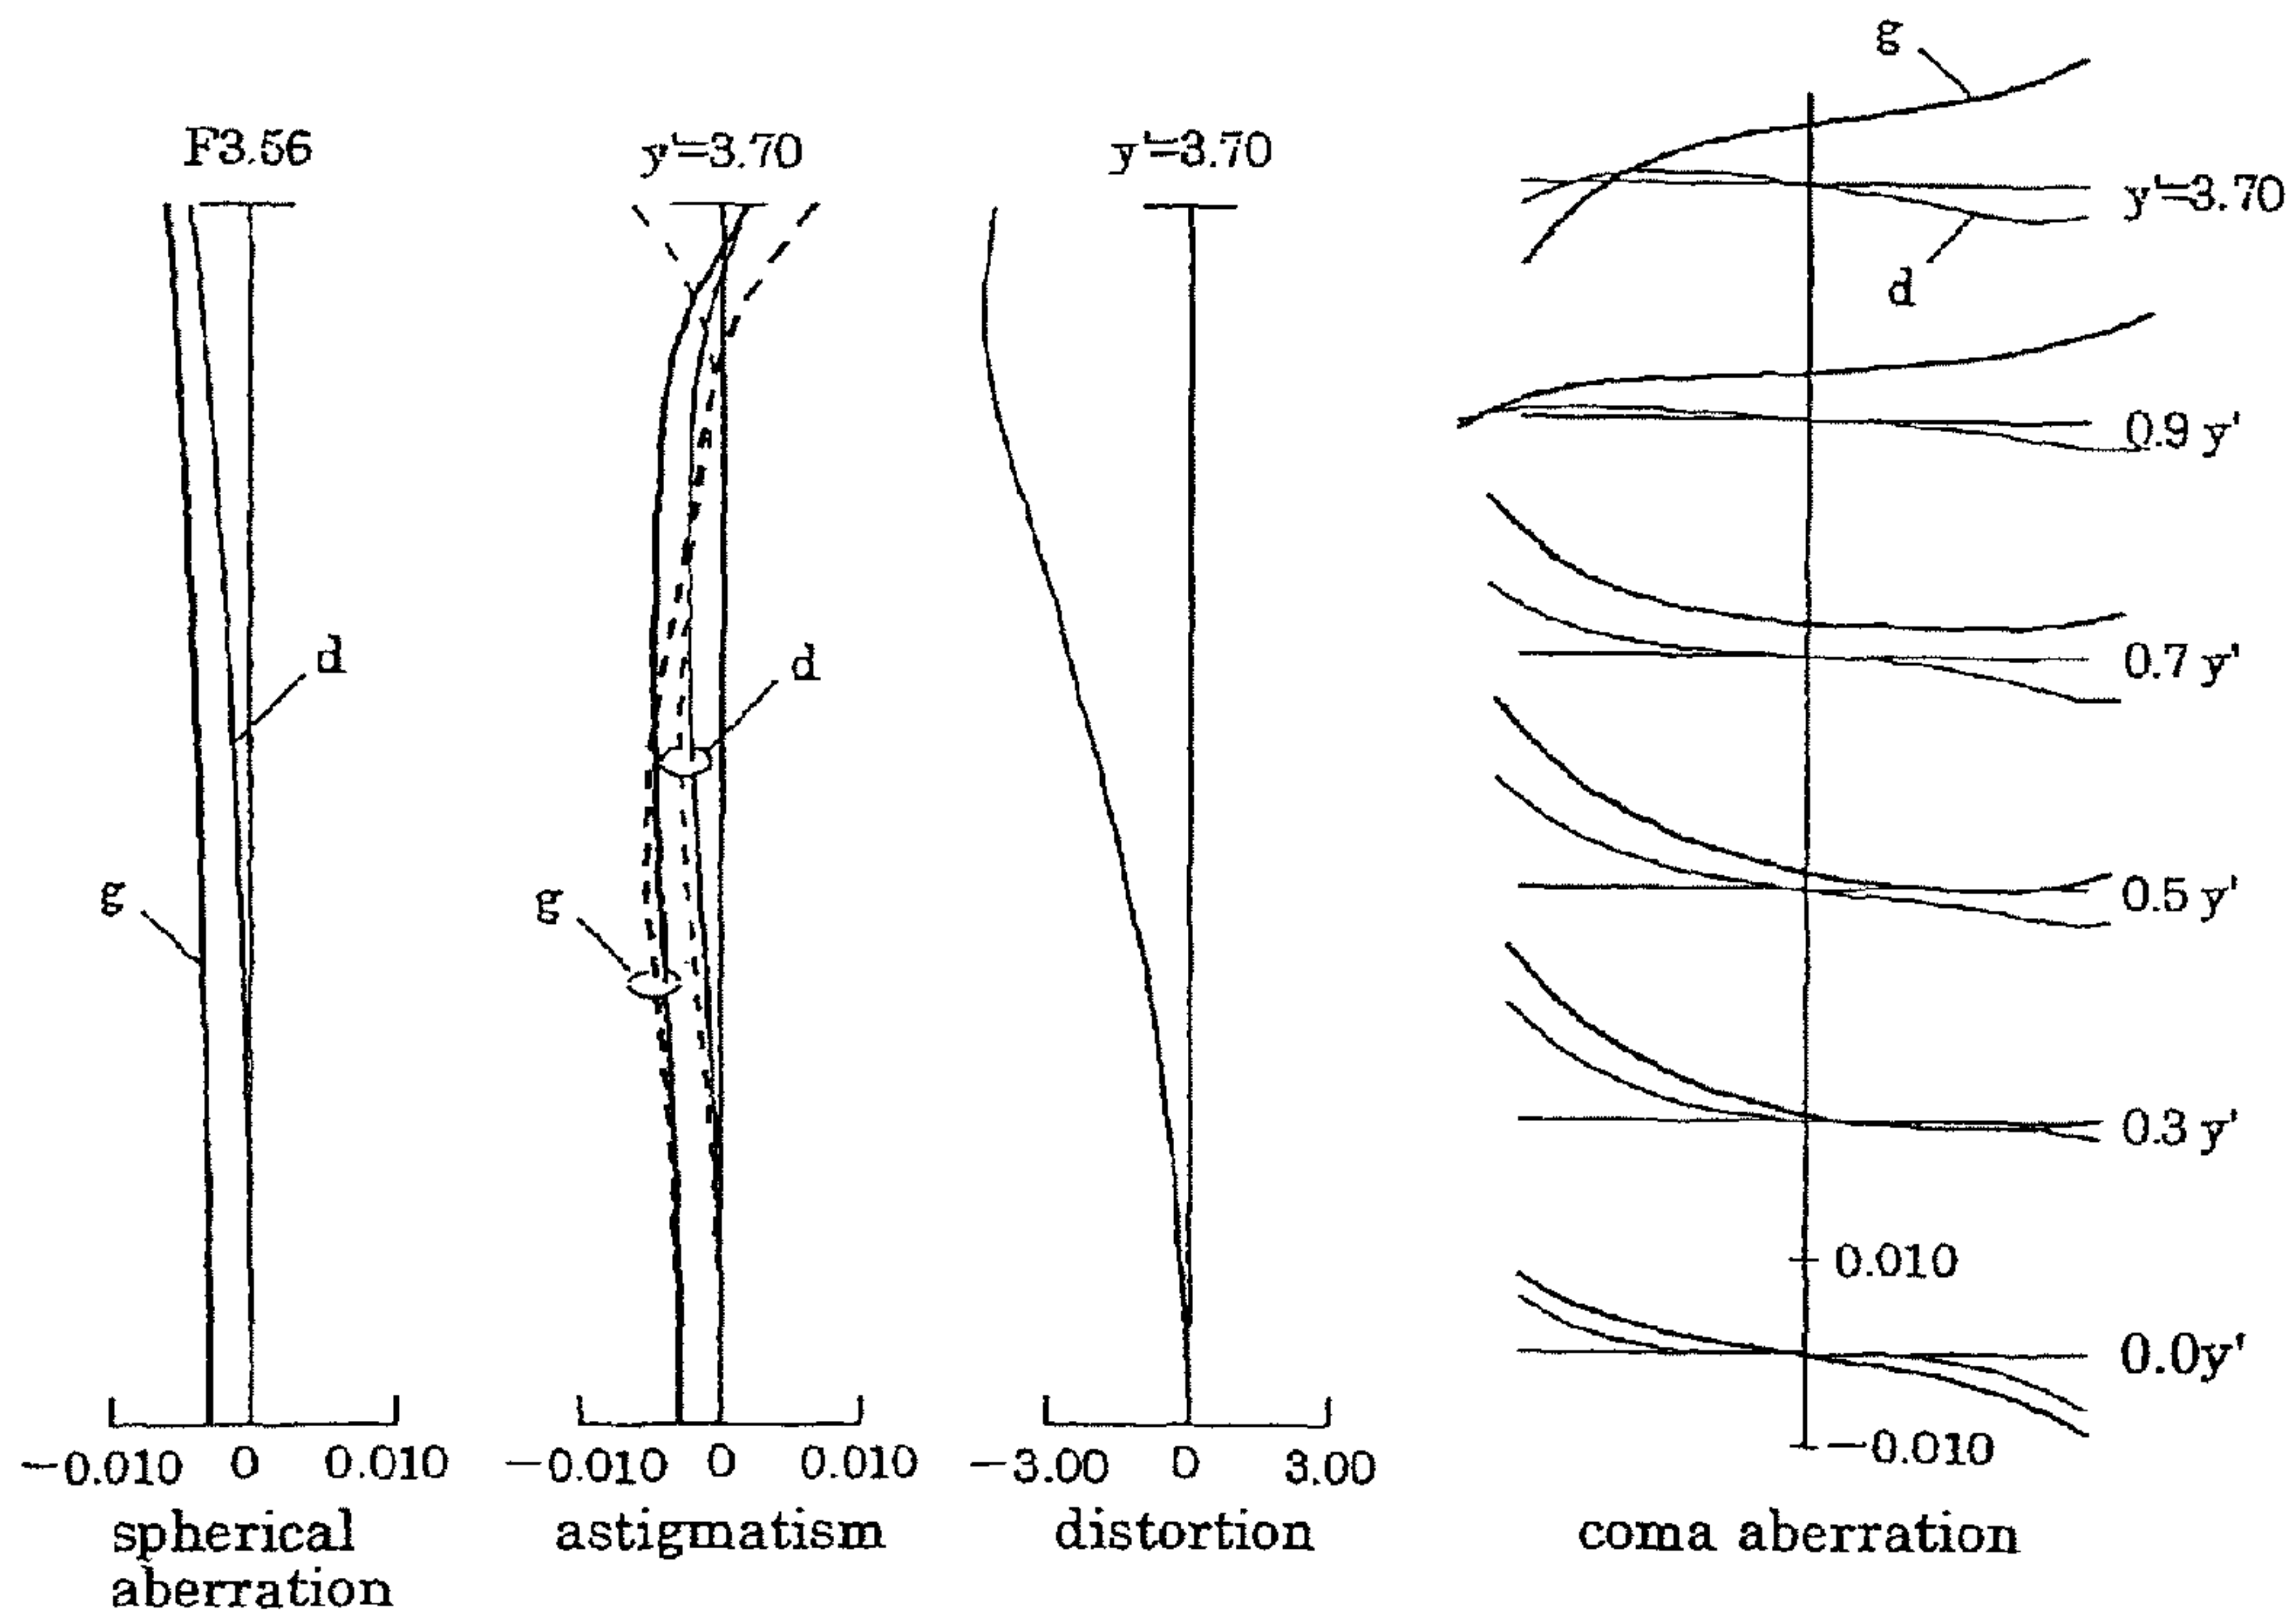 F3.56
d
g
−0.010 0 0.010
spherical
aberration
y'=3.70
d
g
−0.010 0 0.010
astigmatism
y'=3.70
−3.00 0 3.00
distortion
g
y'=3.70
d
0.9 y'
0.7 y'
0.5 y'
0.3 y'
0.010
0.0y'
−0.010
coma aberration